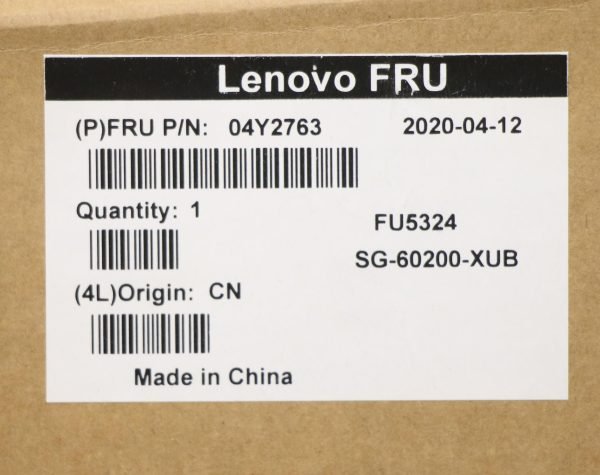 Lenovo FRU
(P)FRU P/N: 04Y2763 2020-04-12
Quantity: 1
FU5324
SG-60200-XUB
(4L)Origin: CN
Made in China